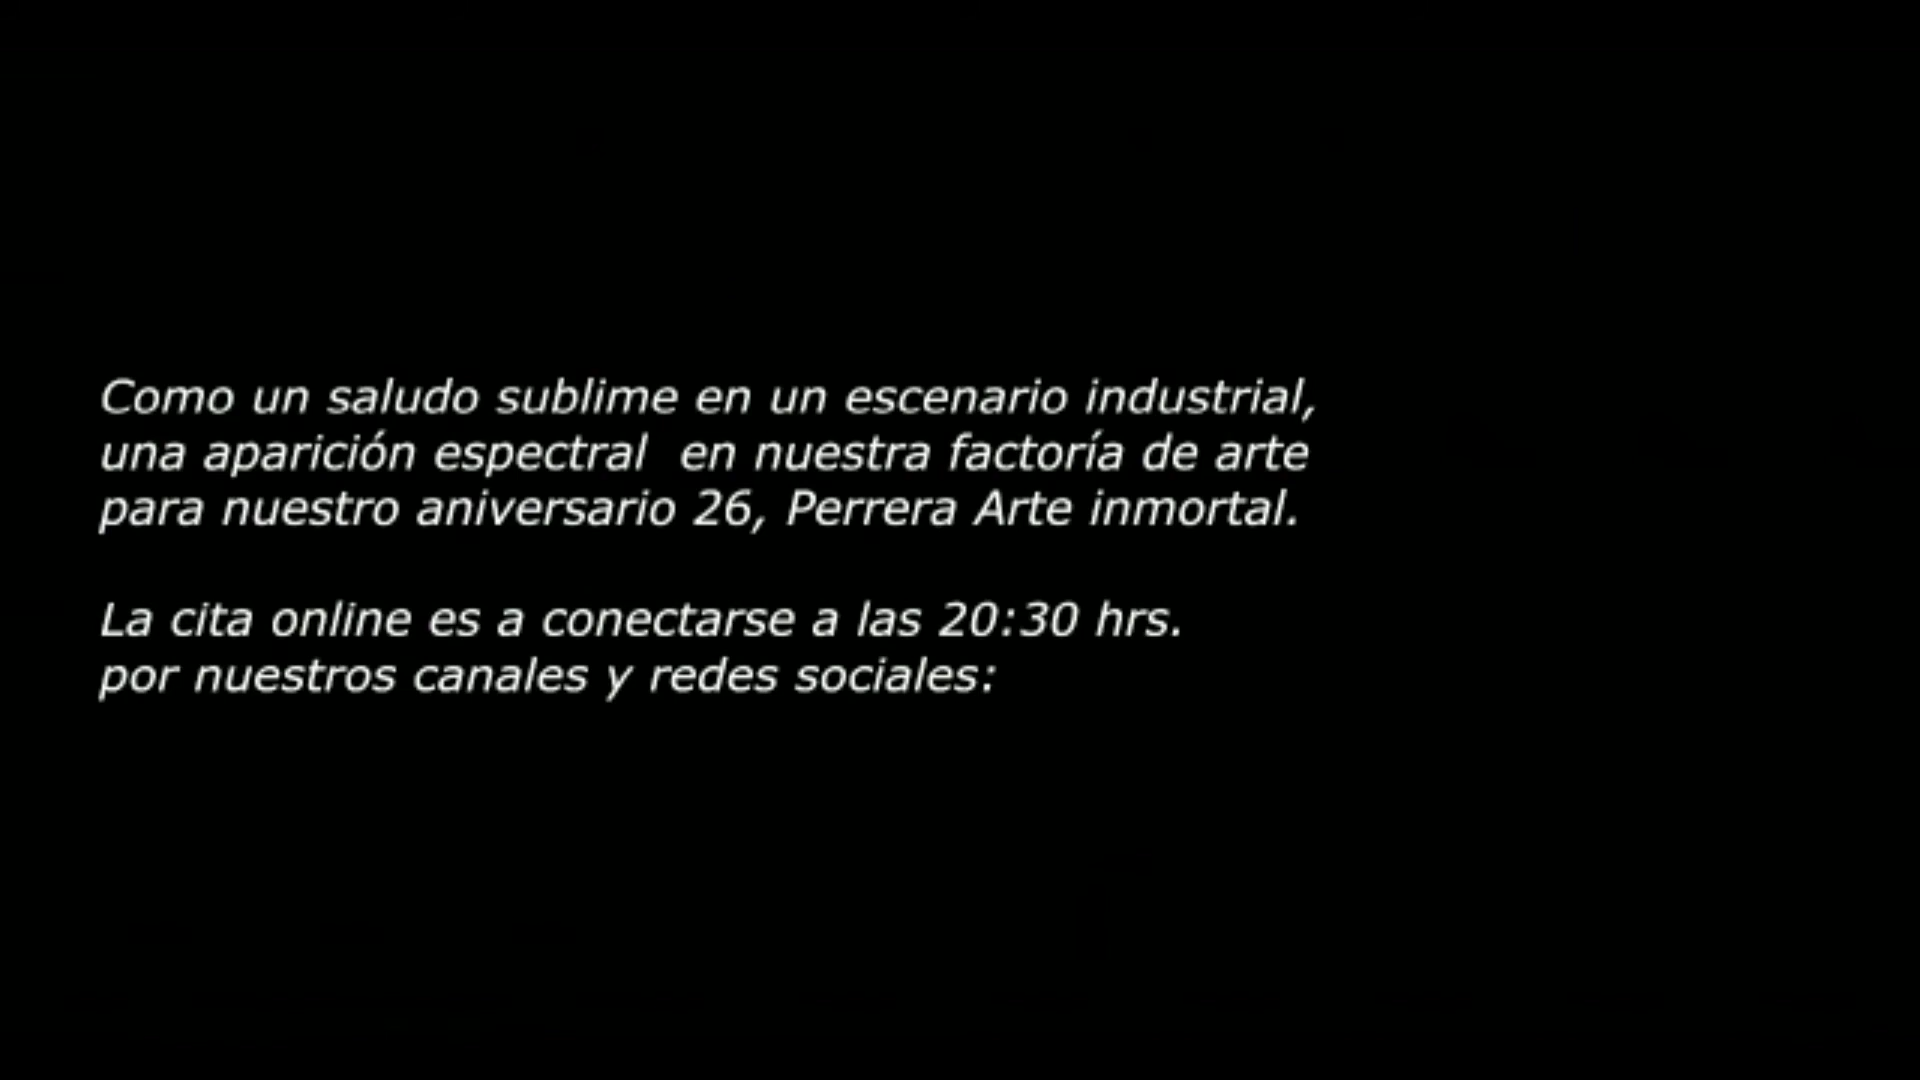 Como un saludo sublime en un escenario industrial,
una aparición espectral  en nuestra factoría de arte
para nuestro aniversario 26, Perrera Arte inmortal.
La cita online es a conectarse a las 20:30 hrs.
por nuestros canales y redes sociales: